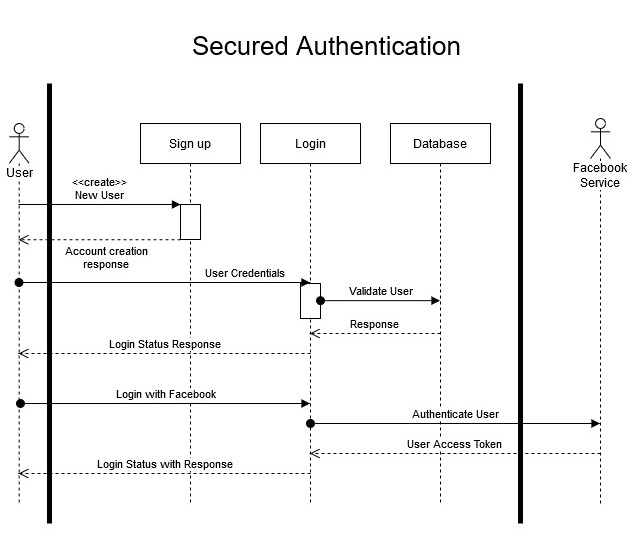 Secured Authentication
Sign up
Login
Database
User
Facebook
Service
<<create>>
New User
Account creation
response
User Credentials
Validate User
Response
Login Status Response
Login with Facebook
Authenticate User
User Access Token
Login Status with Response